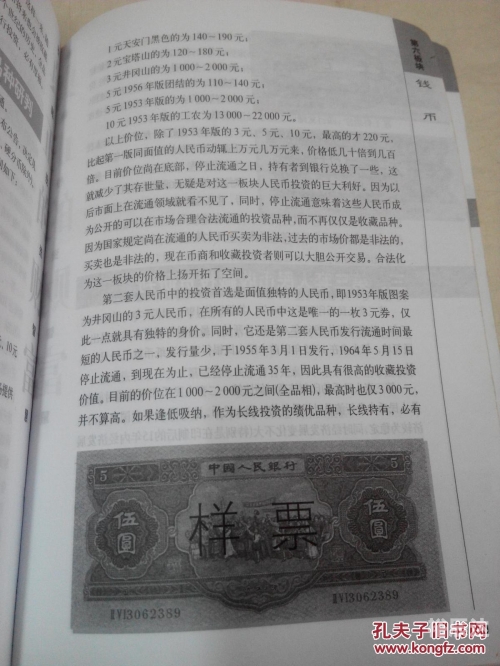 1元天安门黑色的为140~190元；
2元宝塔山的为120~180元；
3元井冈山的为1 000~2 000元；
5元1956年版团结的为110~140元；
5元1953年版的为1 000~2 000元；
10元1953年版的工农为13 000~22 000元。
以上价位，除了1953年版的3元、5元、10元，最高的才220元，
比起第一版同面值的人民币动辄上万元几万元来，价格低几十倍到几百
倍。目前价位尚在底部，停止流通之日，持有者到银行兑换了一些，这
就减少了其存世量，无疑是对这一板块人民币投资的巨大利好。因为以
后市面上在流通领域就看不见了，同时，停止流通意味着这些人民币成
为公开的可以在市场合理合法流通的投资品种，而不再仅仅是收藏品种。
因为国家规定尚在流通的人民币买卖为非法，过去的市场价都是非法的，
买卖也是非法的，现在币商和收藏投资者则可以大胆公开交易。合法化
为这一板块的价格上扬开拓了空间。
第二套人民币中的投资首选是面值独特的人民币，即1953年版图案
为井冈山的3元人民币，在所有的人民币中这是唯一的一枚3元券，仅
此一点就具有独特的身价。同时，它还是第二套人民币发行流通时间最
短的人民币之一，发行量少，于1955年3月1日发行，1964年5月15日
停止流通，到现在为止，已经停止流通35年，因此具有很高的收藏投资
价值。目前的价位在1 000~2 000元之间(全品相)，最高时也仅3 000元，
并不算高。如果逢低吸纳，作为长线投资的绩优品种，长期持有，必有
第六板块
钱
币
中國人民銀行
5
5
伍圓
样票
伍圓
ⅢⅡⅥ3062389
孔夫子旧书网
www.kongfz.com